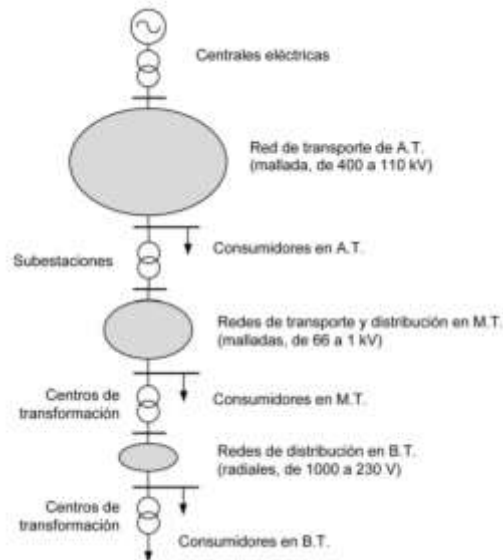 Centrales eléctricas
Red de transporte de A.T.
(mallada, de 400 a 110 kV)
Consumidores en A.T.
Subestaciones
Redes de transporte y distribución en M.T.
(malladas, de 66 a 1 kV)
Centros de
transformación
Consumidores en M.T.
Redes de distribución en B.T.
(radiales, de 1000 a 230 V)
Centros de
transformación
Consumidores en B.T.